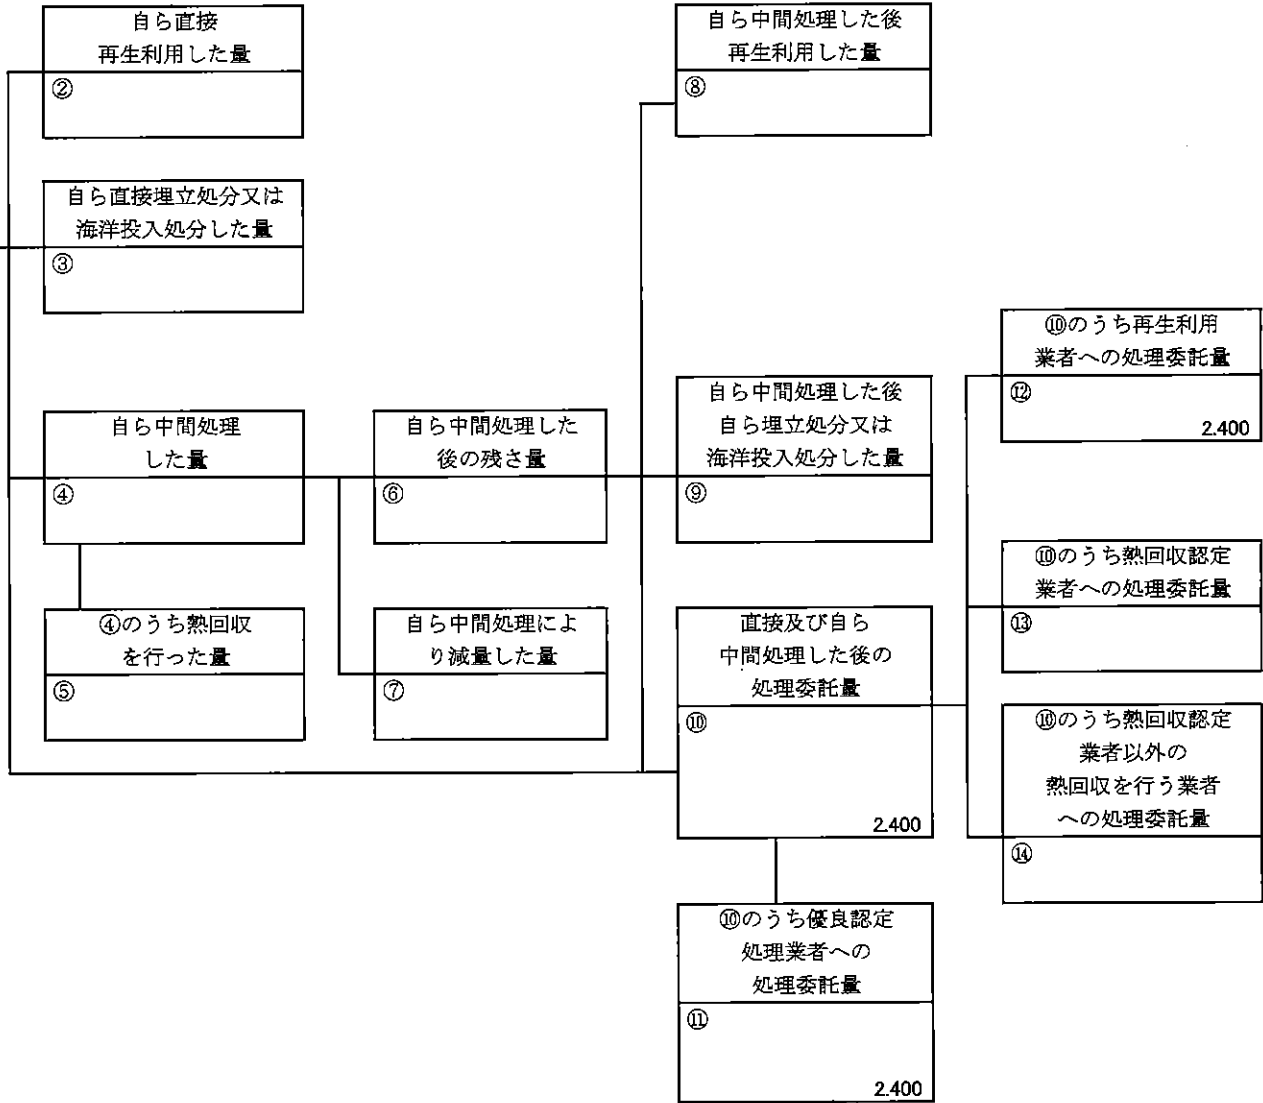 自ら直接
再生利用した量
②
自ら直接埋立処分又は
海洋投入処分した量
③
自ら中間処理
した量
④
④のうち熱回収
を行った量
⑤
自ら中間処理した
後の残さ量
⑥
自ら中間処理によ
り減量した量
⑦
自ら中間処理した後
再生利用した量
⑧
自ら中間処理した後
自ら埋立処分又は
海洋投入処分した量
⑨
直接及び自ら
中間処理した後の
処理委託量
⑩
2.400
⑩のうち優良認定
処理業者への
処理委託量
⑪
2.400
⑩のうち再生利用
業者への処理委託量
⑫
2.400
⑩のうち熱回収認定
業者への処理委託量
⑬
⑩のうち熱回収認定
業者以外の
熱回収を行う業者
への処理委託量
⑭